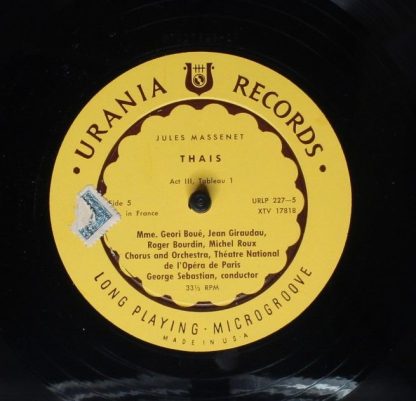 · URANIA RECORDS ·
JULES MASSENET
THAIS
Act III, Tableau 1
ide 5
URLP 227—5
in France
XTV 17818
Mme. Geori Boué, Jean Giraudau,
Roger Bourdin, Michel Roux
Chorus and Orchestra, Théatre National
de l'Opéra de Paris
George Sebastian, conductor
33⅓ RPM
LONG PLAYING · MICROGROOVE
MADE IN U.S.A.